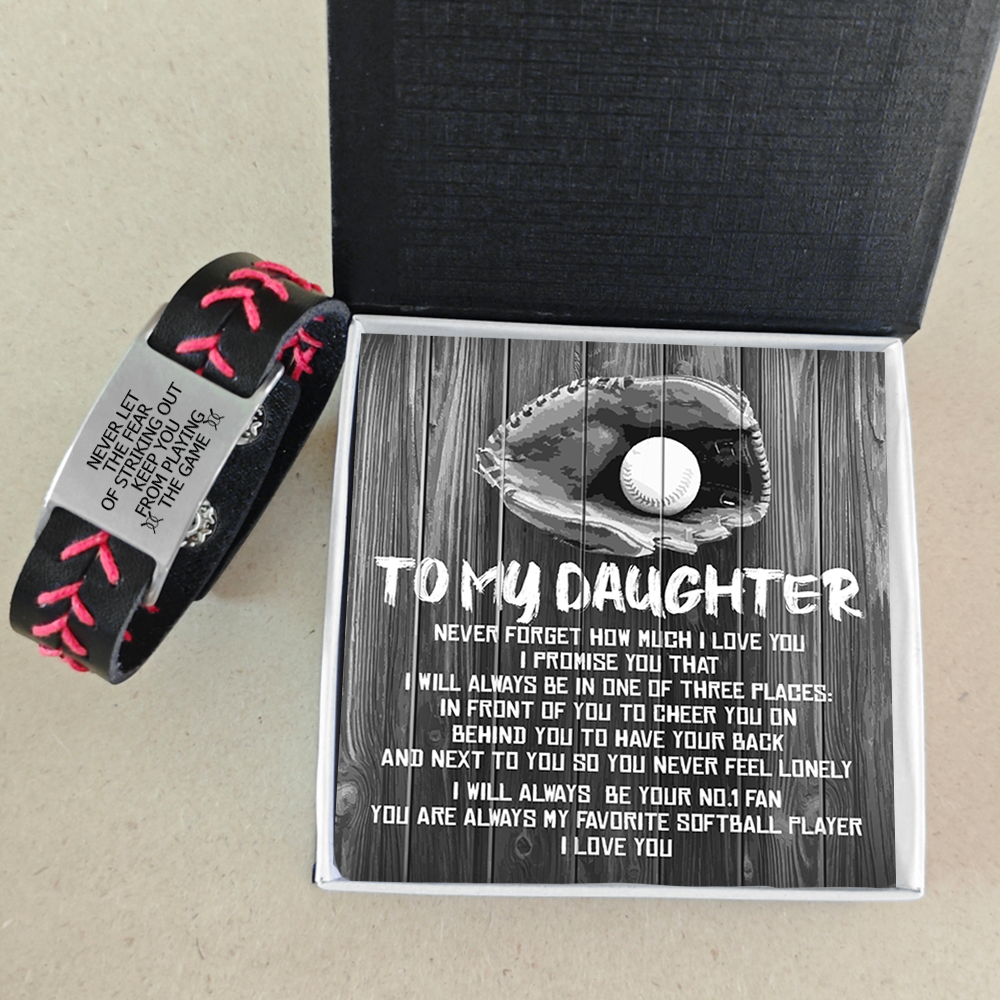 NEVER LET
THE FEAR
OF STRIKING OUT
KEEP YOU
FROM PLAYING
THE GAME
TO MY DAUGHTER
NEVER FORGET HOW MUCH I LOVE YOU
I PROMISE YOU THAT
I WILL ALWAYS BE IN ONE OF THREE PLACES:
IN FRONT OF YOU TO CHEER YOU ON
BEHIND YOU TO HAVE YOUR BACK
AND NEXT TO YOU SO YOU NEVER FEEL LONELY
I WILL ALWAYS BE YOUR NO.1 FAN
YOU ARE ALWAYS MY FAVORITE SOFTBALL PLAYER
I LOVE YOU